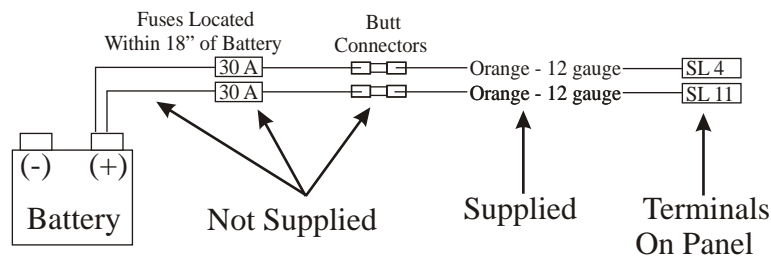 Fuses Located
Within 18” of Battery
Butt
Connectors
30 A
Orange - 12 gauge
SL 4
30 A
Orange - 12 gauge
SL 11
(-)
(+)
Battery
Not Supplied
Supplied
Terminals
On Panel